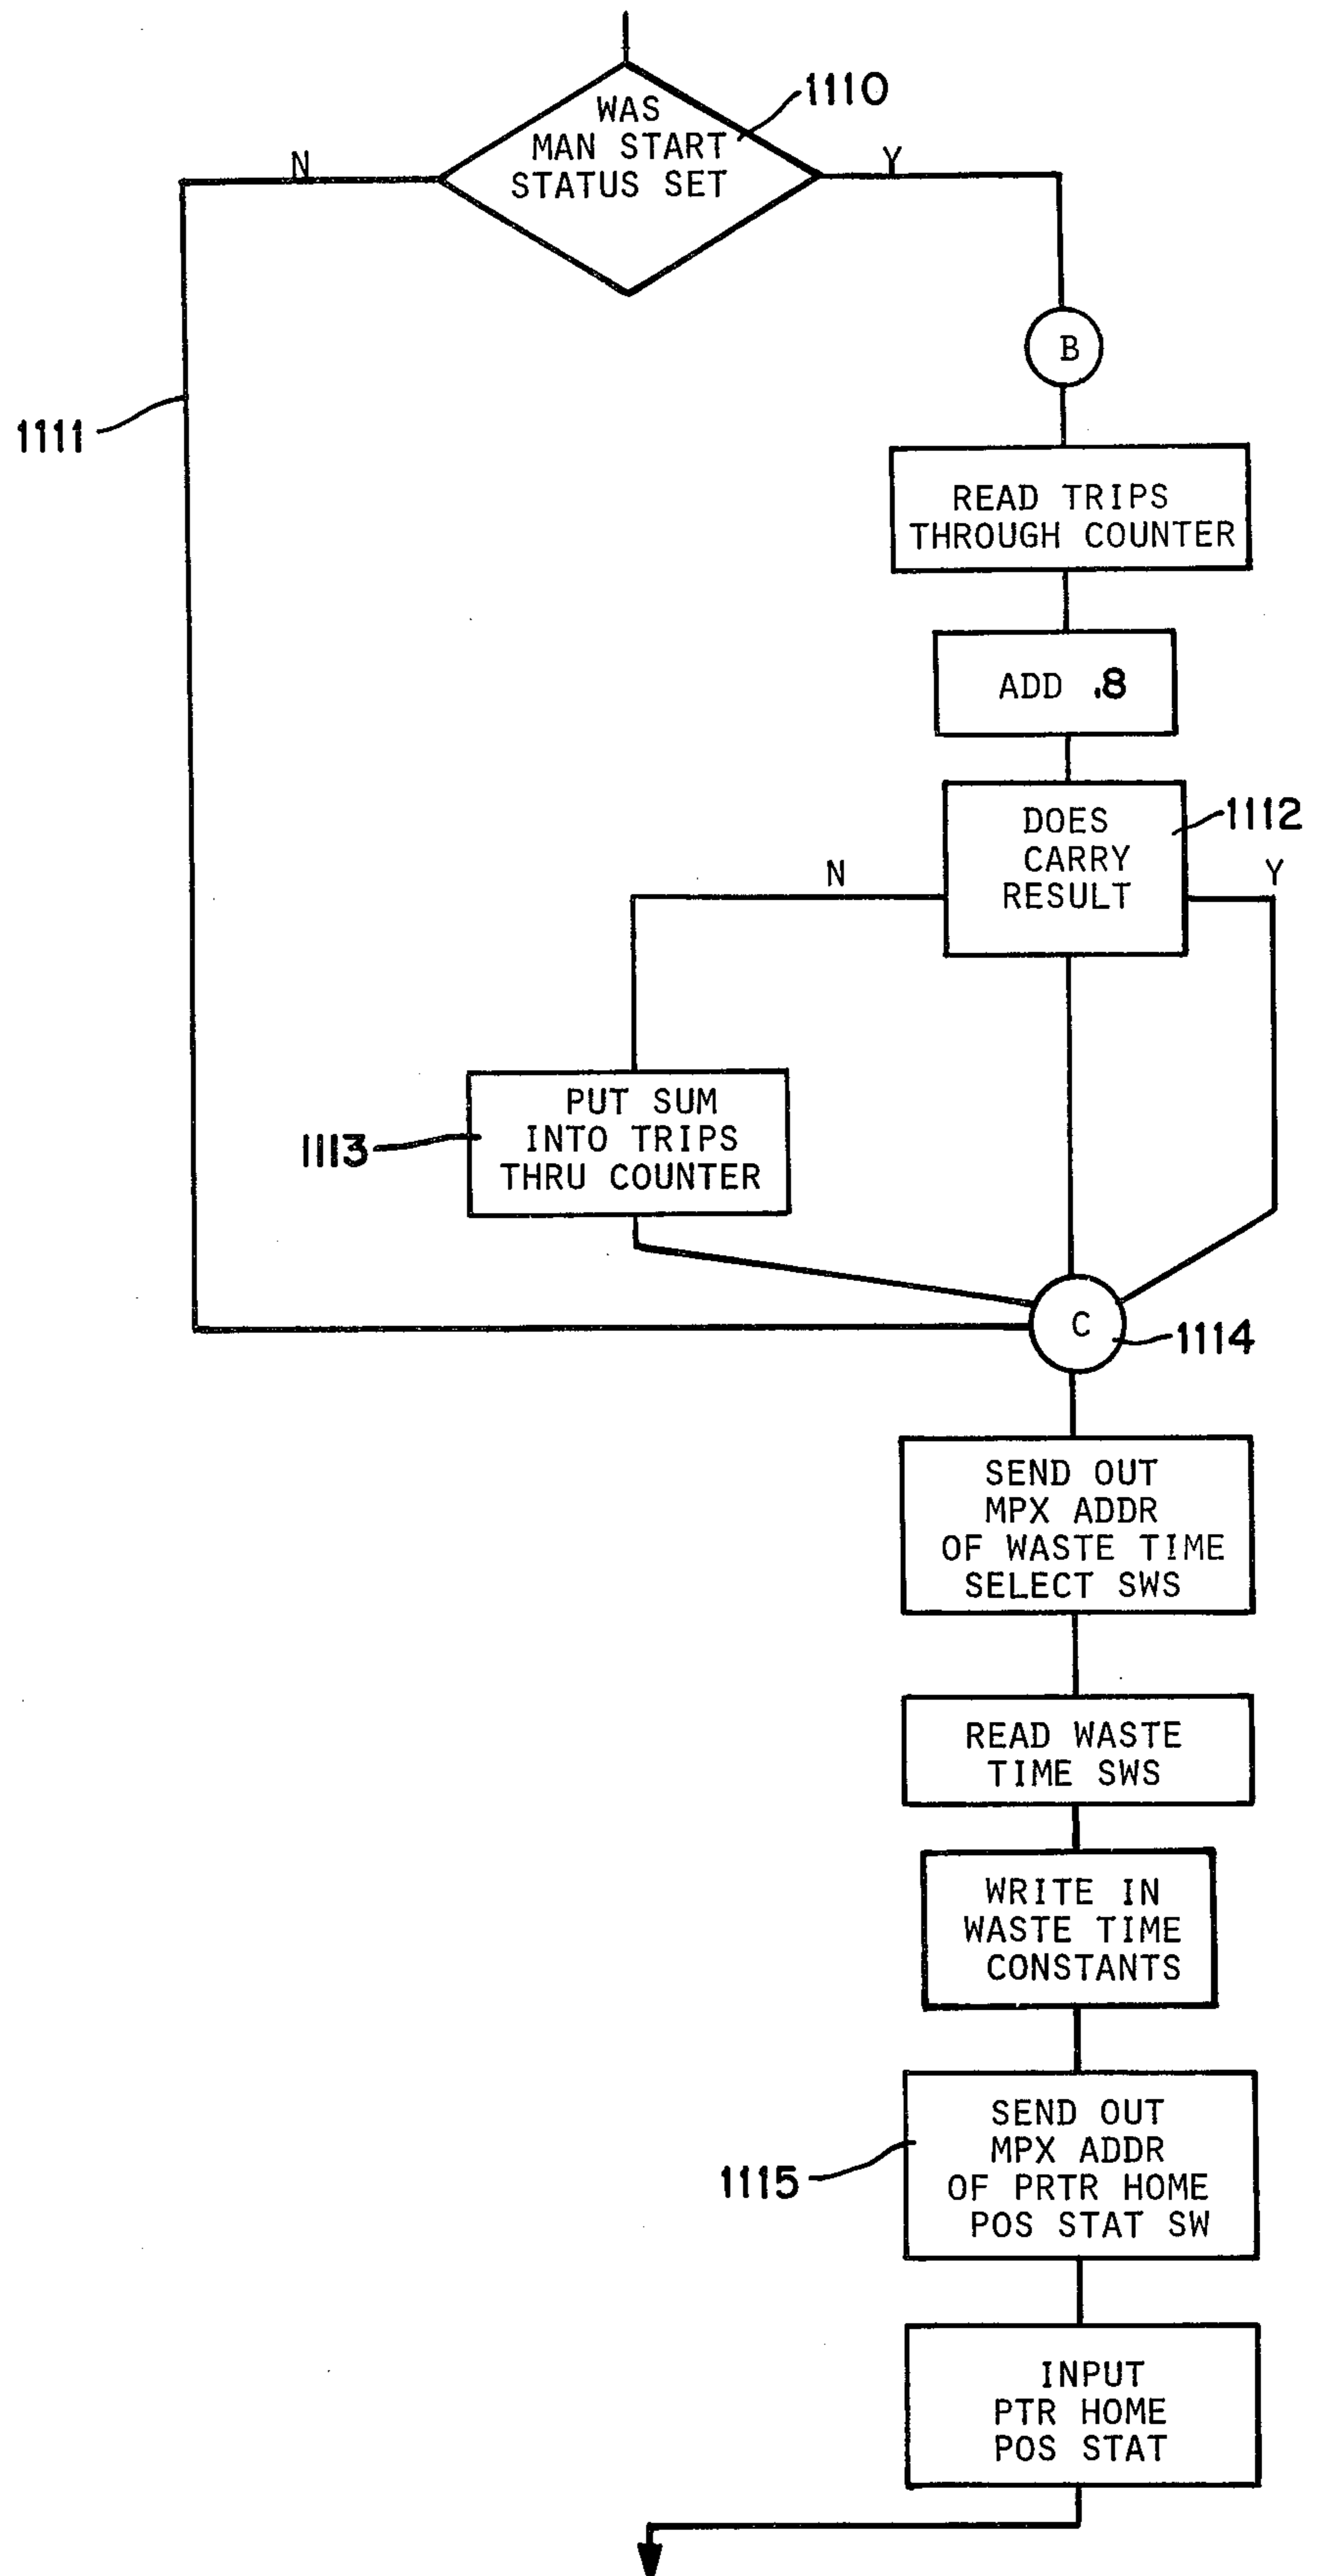 1110
WAS
MAN START
STATUS SET
N
Y
B
1111
READ TRIPS
THROUGH COUNTER
ADD .8
DOES
CARRY
RESULT
1112
N
Y
PUT SUM
INTO TRIPS
THRU COUNTER
1113
C
1114
SEND OUT
MPX ADDR
OF WASTE TIME
SELECT SWS
READ WASTE
TIME SWS
WRITE IN
WASTE TIME
CONSTANTS
SEND OUT
MPX ADDR
OF PRTR HOME
POS STAT SW
1115
INPUT
PTR HOME
POS STAT